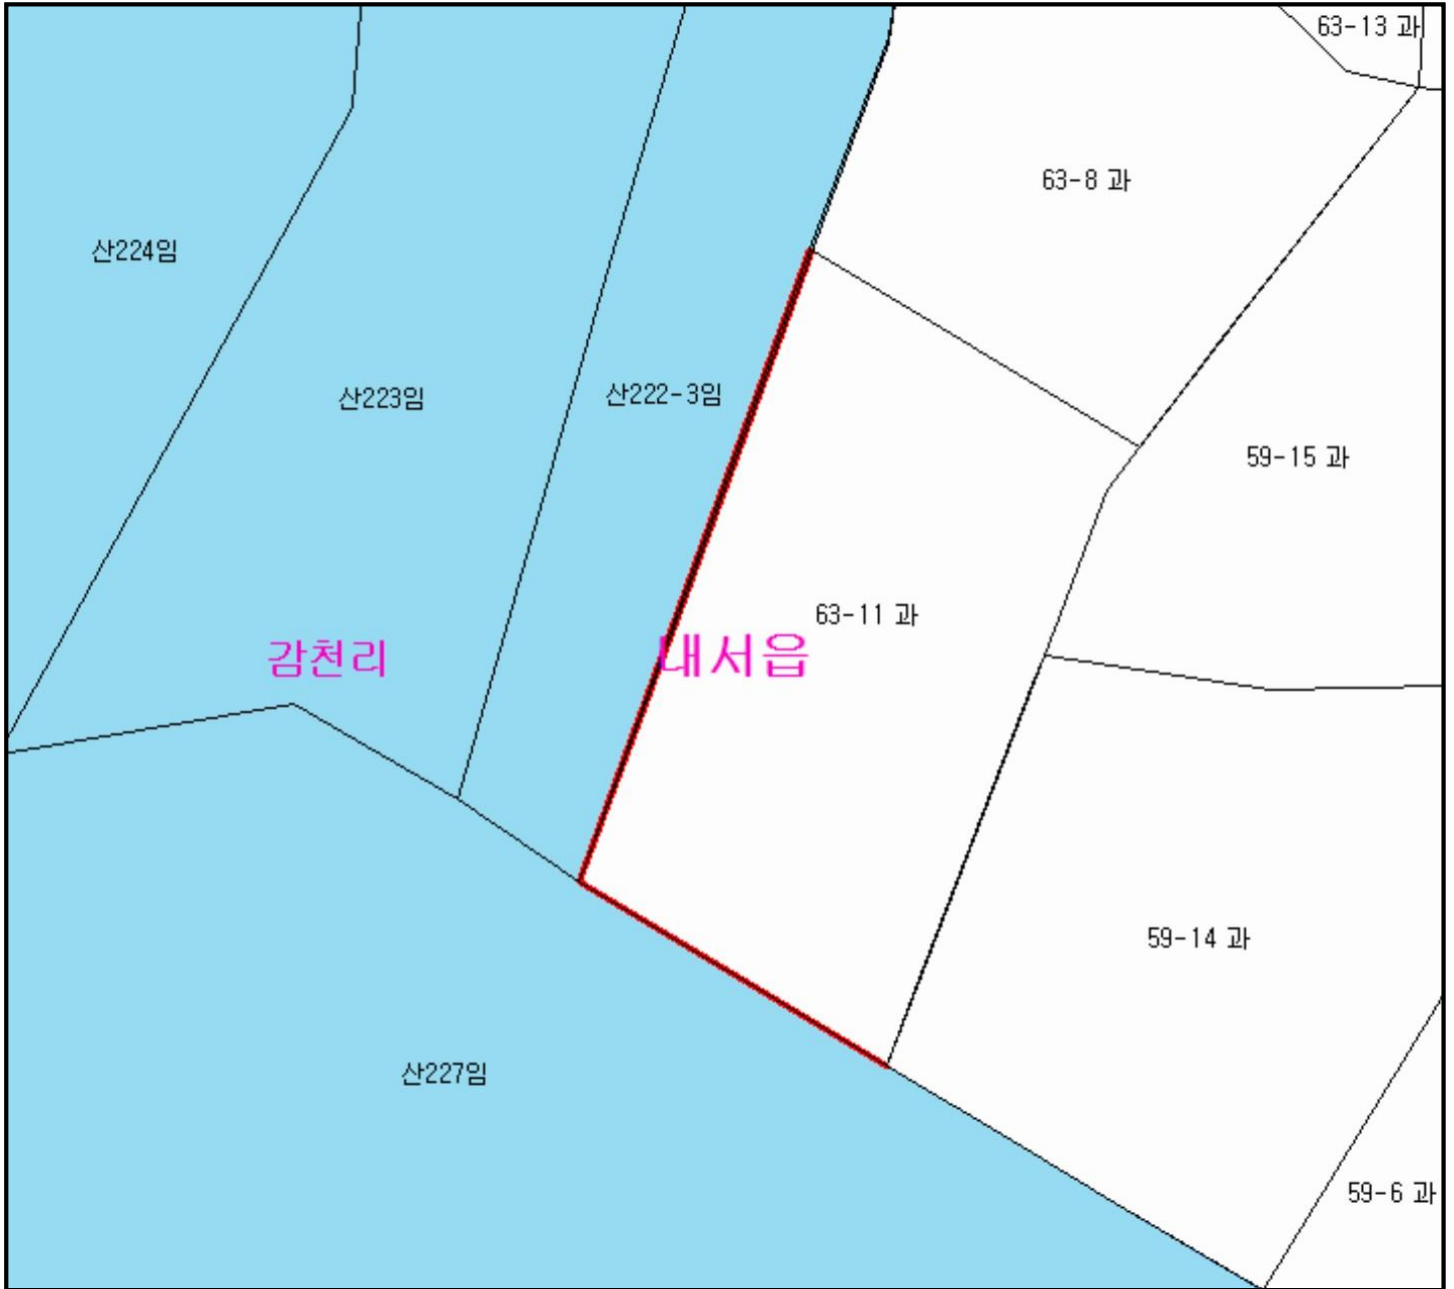 63-13 과
63-8 과
산224임
산223임
산222-3임
59-15 과
63-11 과
감천리
대서읍
59-14 과
산227임
59-6 과